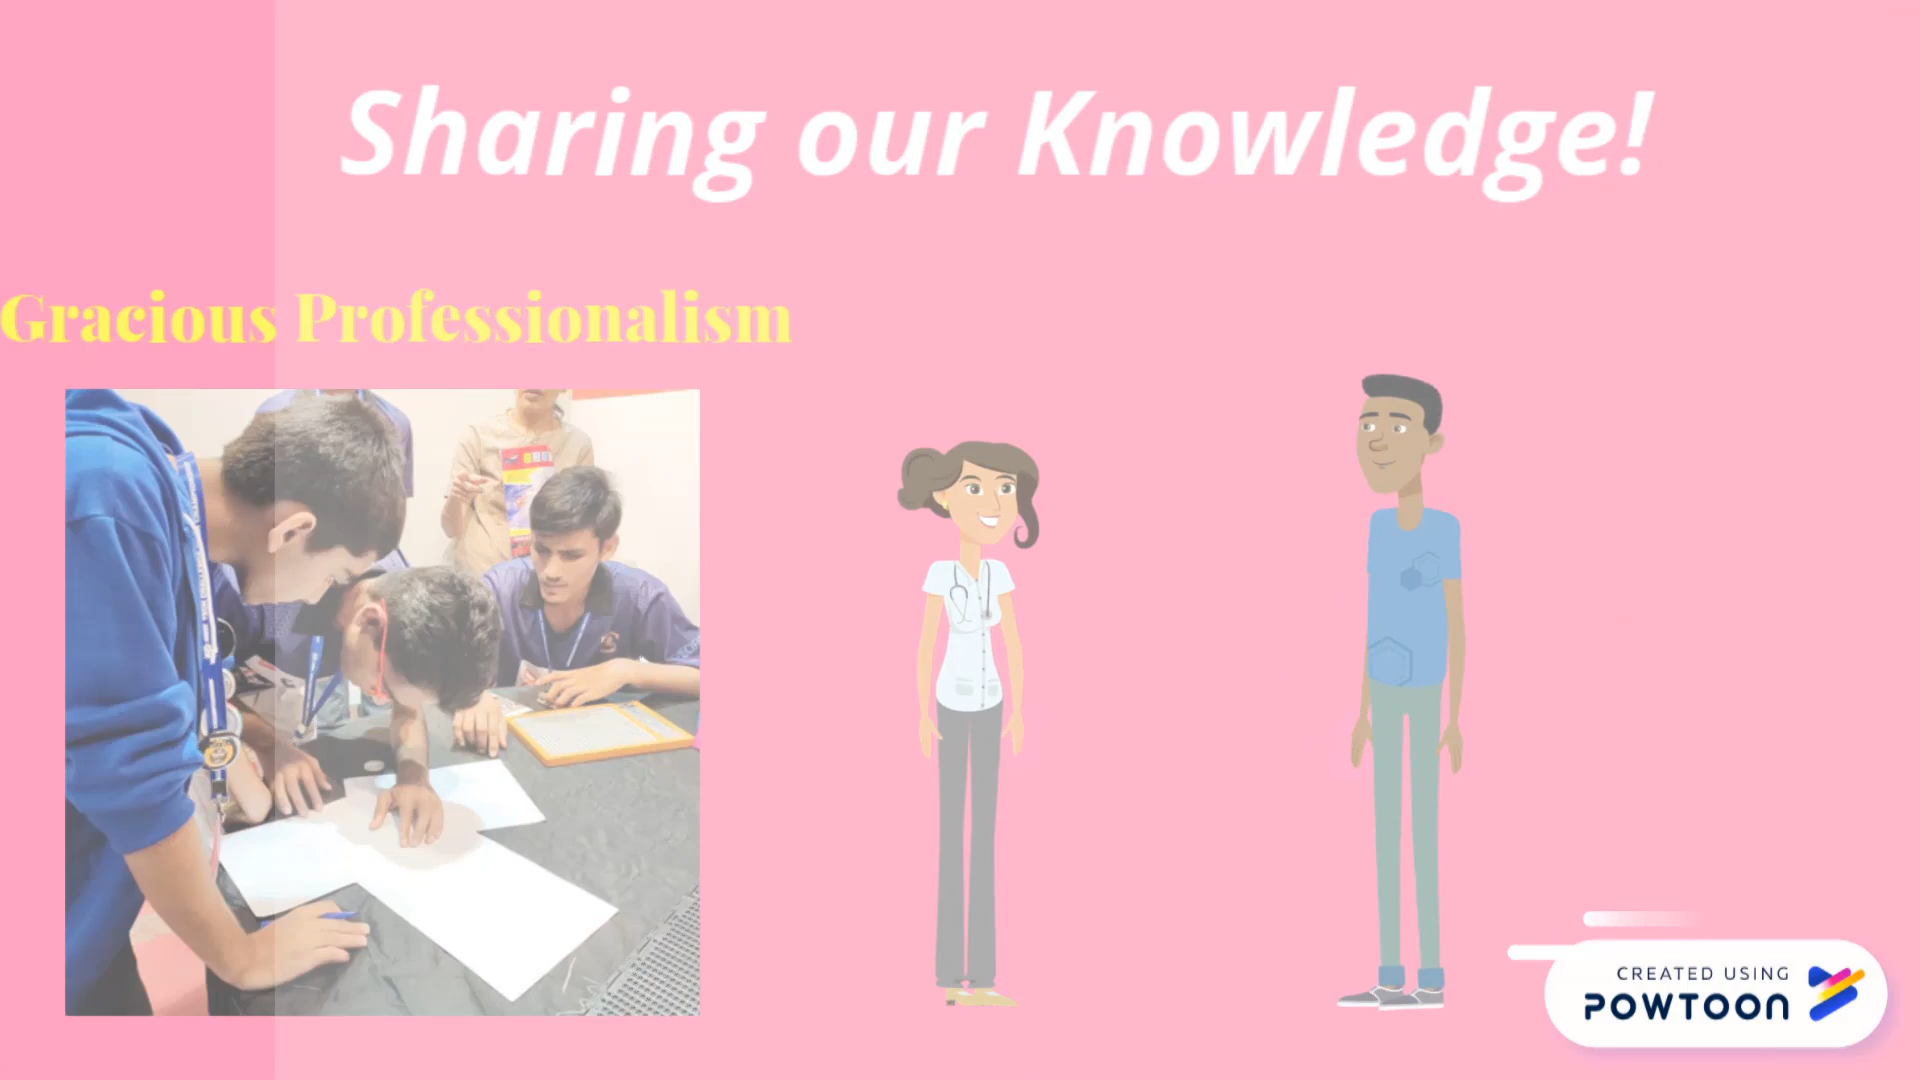 Sharing our Knowledge!
Gracious Professionalism
CREATED USING
POWTOON